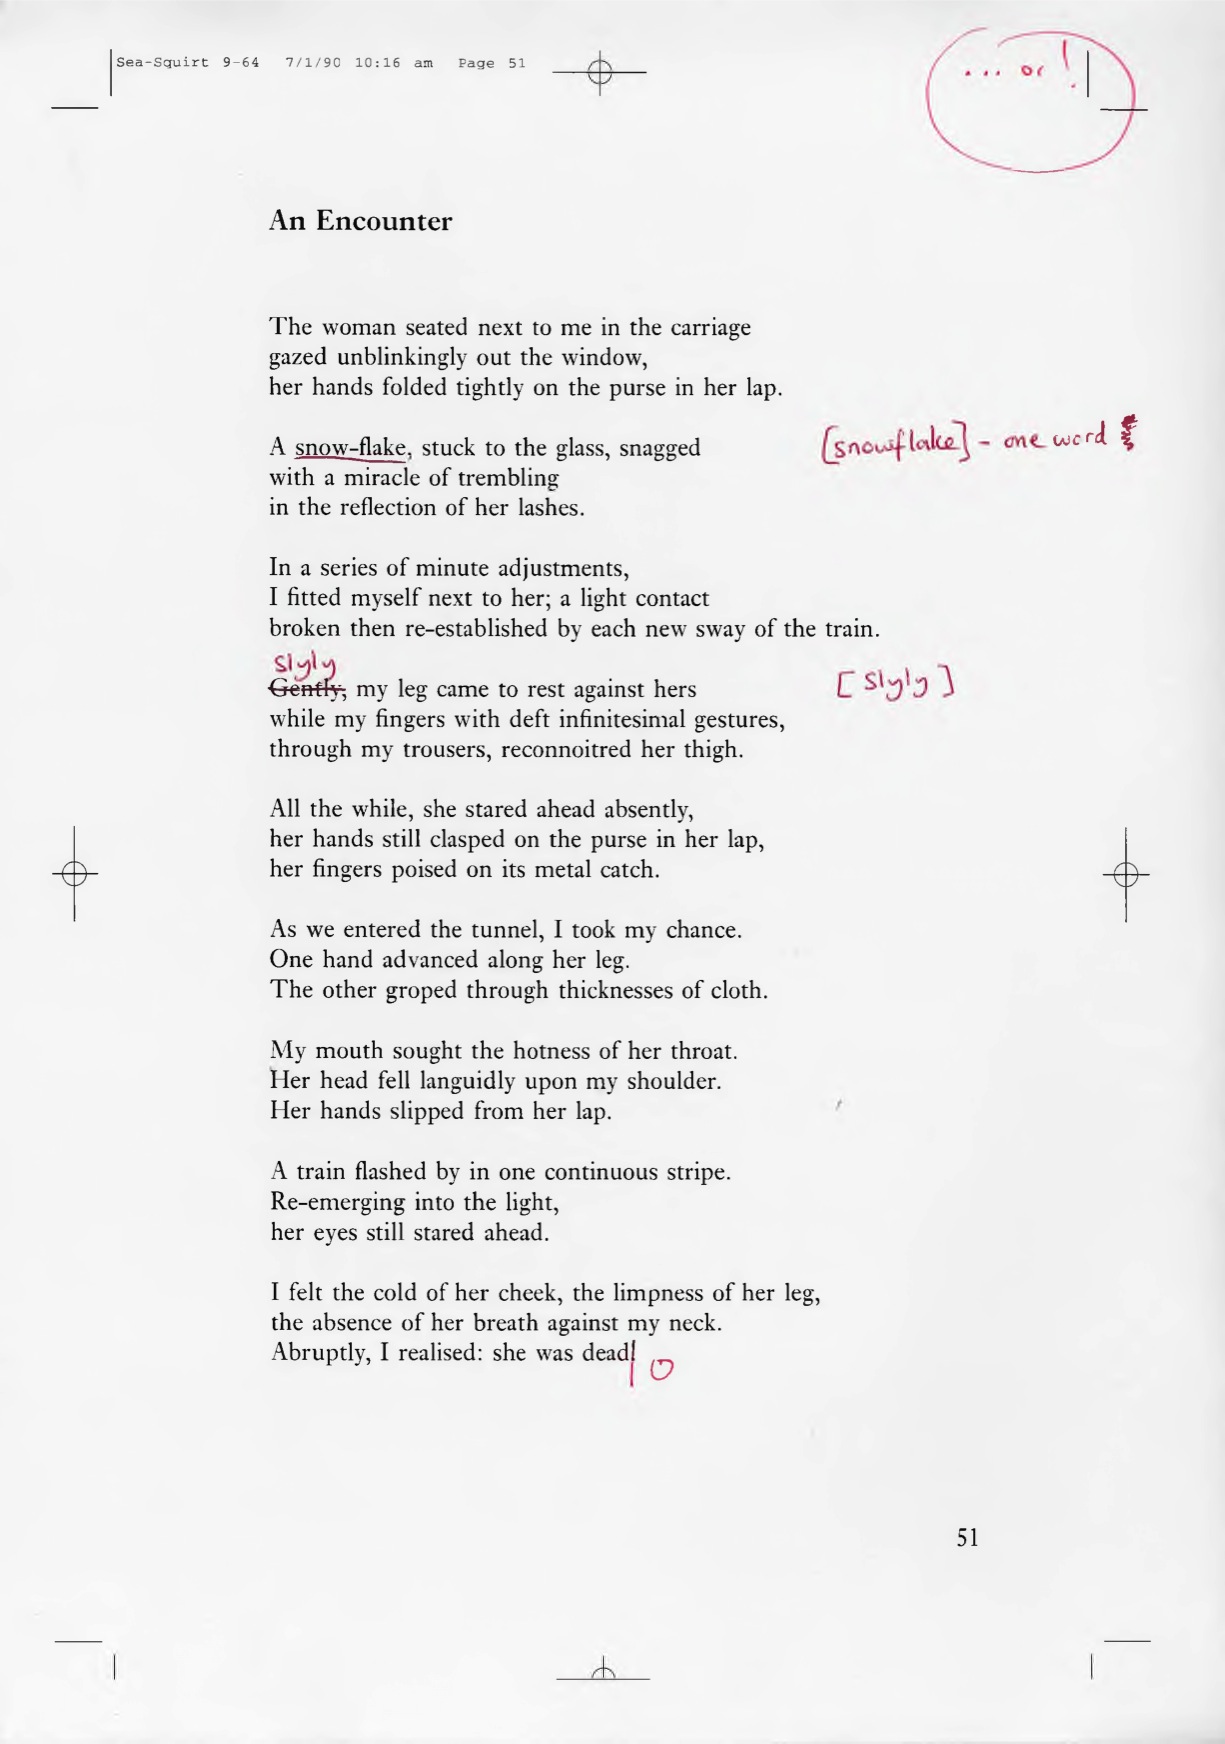 Sea-Squirt 9-64 7/1/90 10:16 am Page 51
... or !
An Encounter
The woman seated next to me in the carriage
gazed unblinkingly out the window,
her hands folded tightly on the purse in her lap.
A snow-flake, stuck to the glass, snagged
[snowflake] - one word
with a miracle of trembling
in the reflection of her lashes.
In a series of minute adjustments,
I fitted myself next to her; a light contact
broken then re-established by each new sway of the train.
Slyly
Gently, my leg came to rest against hers
[Slyly]
while my fingers with deft infinitesimal gestures,
through my trousers, reconnoitred her thigh.
All the while, she stared ahead absently,
her hands still clasped on the purse in her lap,
her fingers poised on its metal catch.
As we entered the tunnel, I took my chance.
One hand advanced along her leg.
The other groped through thicknesses of cloth.
My mouth sought the hotness of her throat.
Her head fell languidly upon my shoulder.
Her hands slipped from her lap.
A train flashed by in one continuous stripe.
Re-emerging into the light,
her eyes still stared ahead.
I felt the cold of her cheek, the limpness of her leg,
the absence of her breath against my neck.
Abruptly, I realised: she was dead!
51